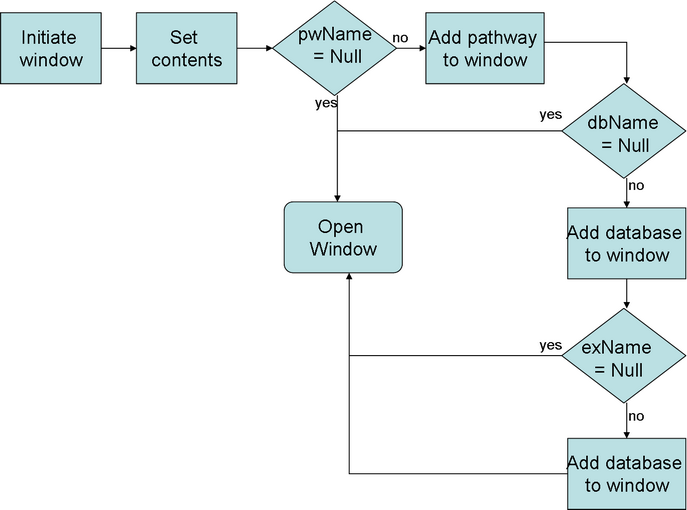 Initiate
window
Set
contents
pwName
= Null
no
Add pathway
to window
yes
yes
dbName
= Null
no
Open
Window
Add database
to window
yes
exName
= Null
no
Add database
to window